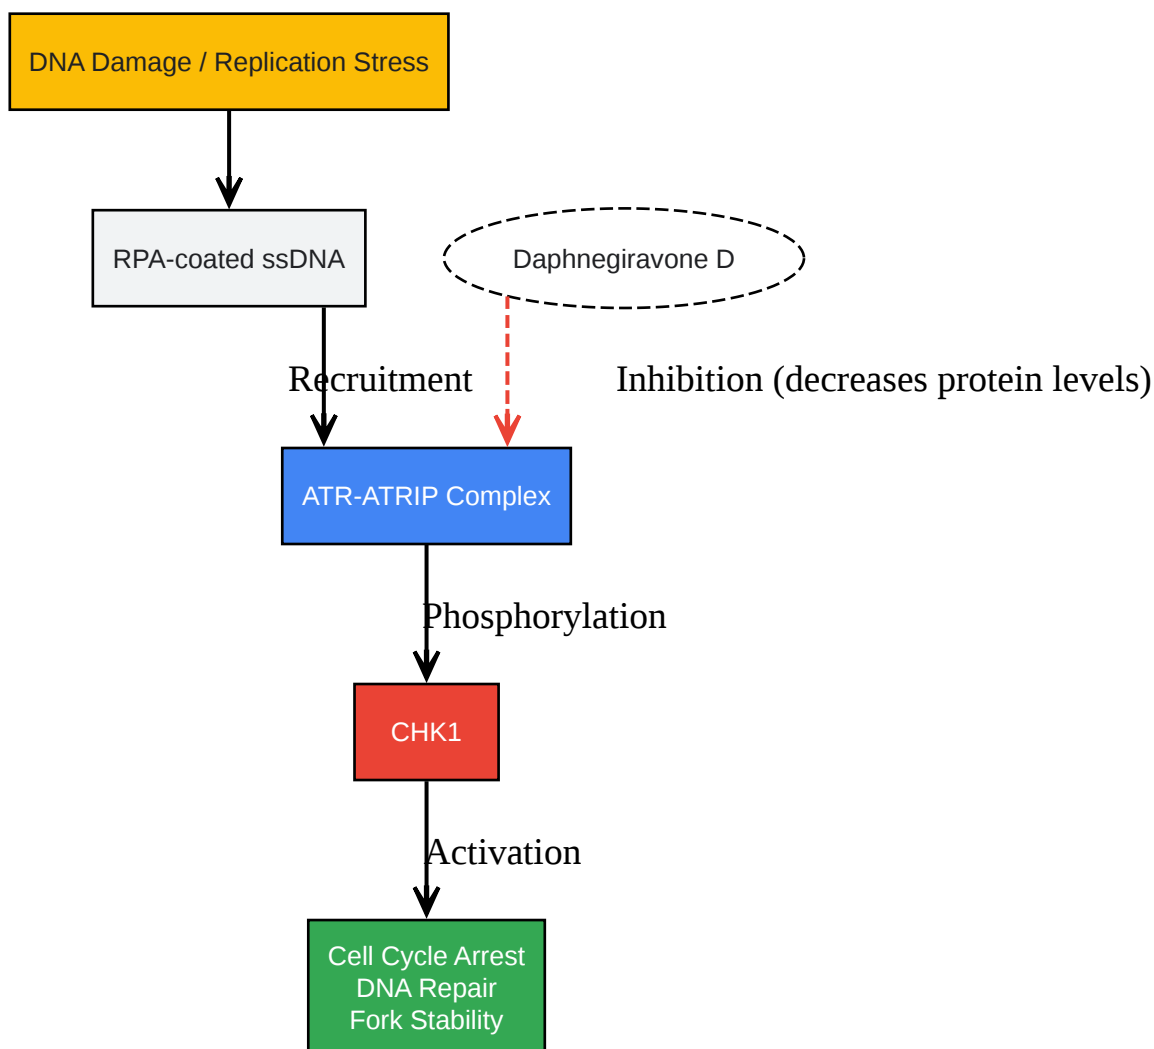 DNA Damage / Replication Stress
RPA-coated ssDNA
Daphnegiravone D
Recruitment
Inhibition (decreases protein levels)
ATR-ATRIP Complex
Phosphorylation
CHK1
Activation
Cell Cycle Arrest
DNA Repair
Fork Stability